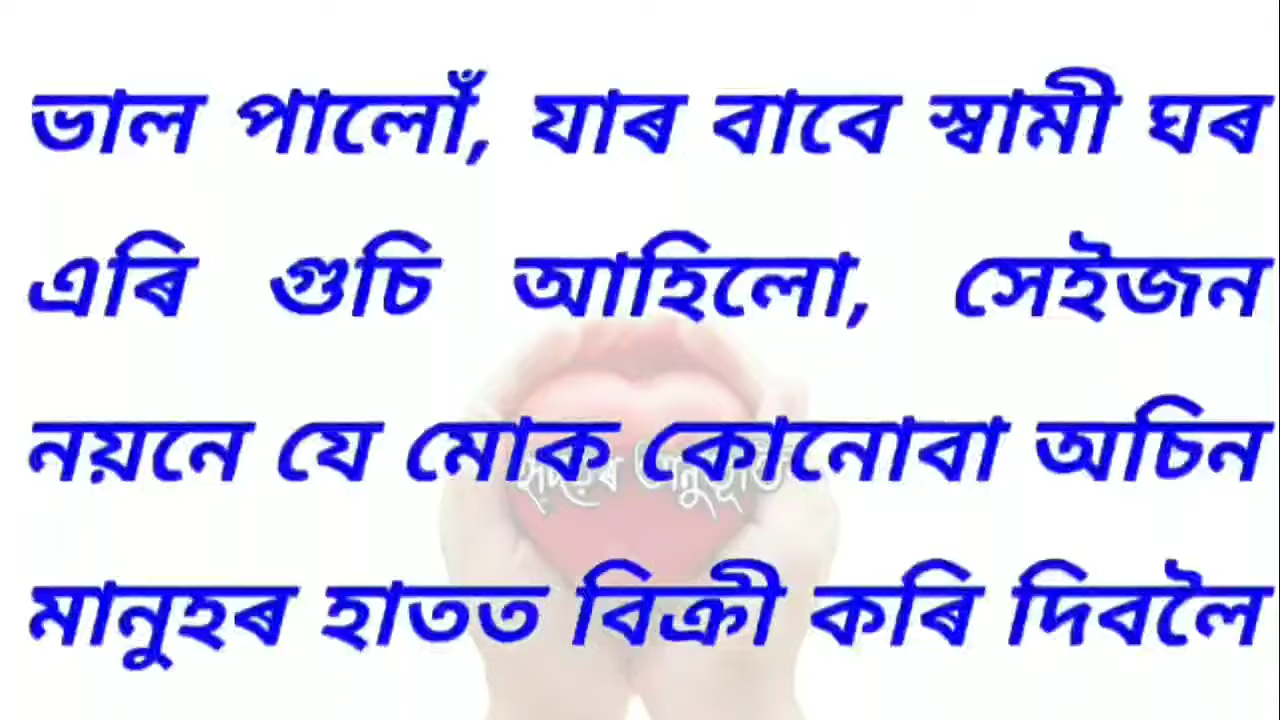 ভাল পালোঁ, যাৰ বাবে স্বামী ঘৰ
এৰি গুচি আহিলো, সেইজন
নয়নে যে মোক কোনোবা অচিন
মানুহৰ হাতত বিক্ৰী কৰি দিবলৈ